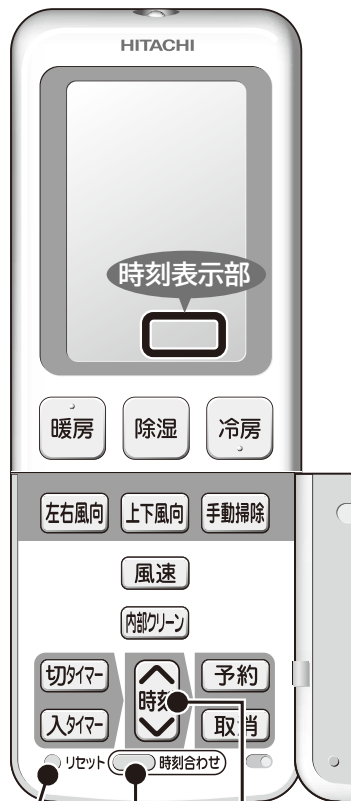 HITACHI
時刻表示部
暖房 除湿 冷房
左右風向 上下風向 手動掃除
風速
内部クリーン
切タイマー 時刻 予約
入タイマー 取消
リセット 時刻合わせ